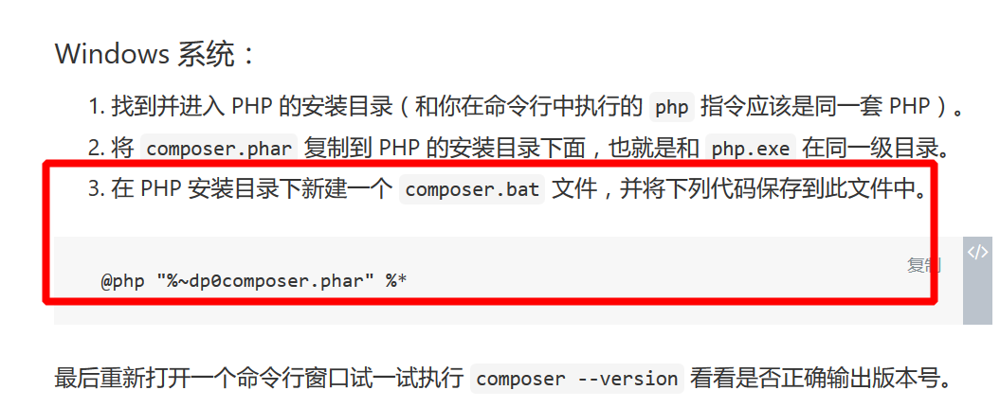 Windows 系统：
1. 找到并进入 PHP 的安装目录（和你在命令行中执行的 php 指令应该是同一套 PHP）。
2. 将 composer.phar 复制到 PHP 的安装目录下面，也就是和 php.exe 在同一级目录。
3. 在 PHP 安装目录下新建一个 composer.bat 文件，并将下列代码保存到此文件中。
</>
复制
@php "%~dp0composer.phar" %*
最后重新打开一个命令行窗口试一试执行 composer --version 看看是否正确输出版本号。